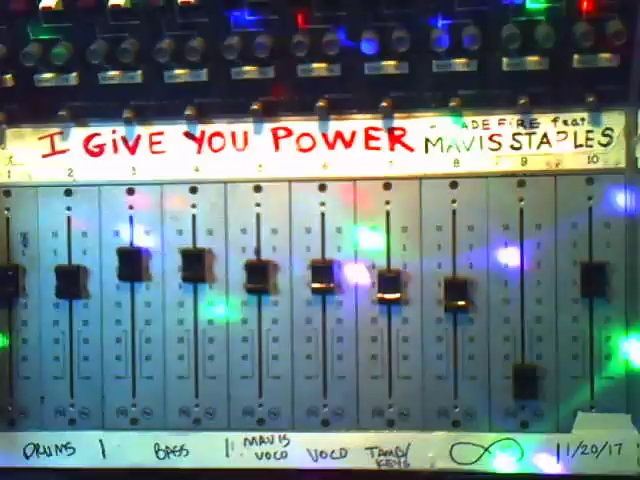 I GiVE YOU POWER
ADE FIRE feat.
MAVIS STAPLES
1 2 3 4 5 6 7 8 9 10
DRUMS | BASS | MAVIS VOCO VOCO TAMB/ KEYS ∞ 11/20/17